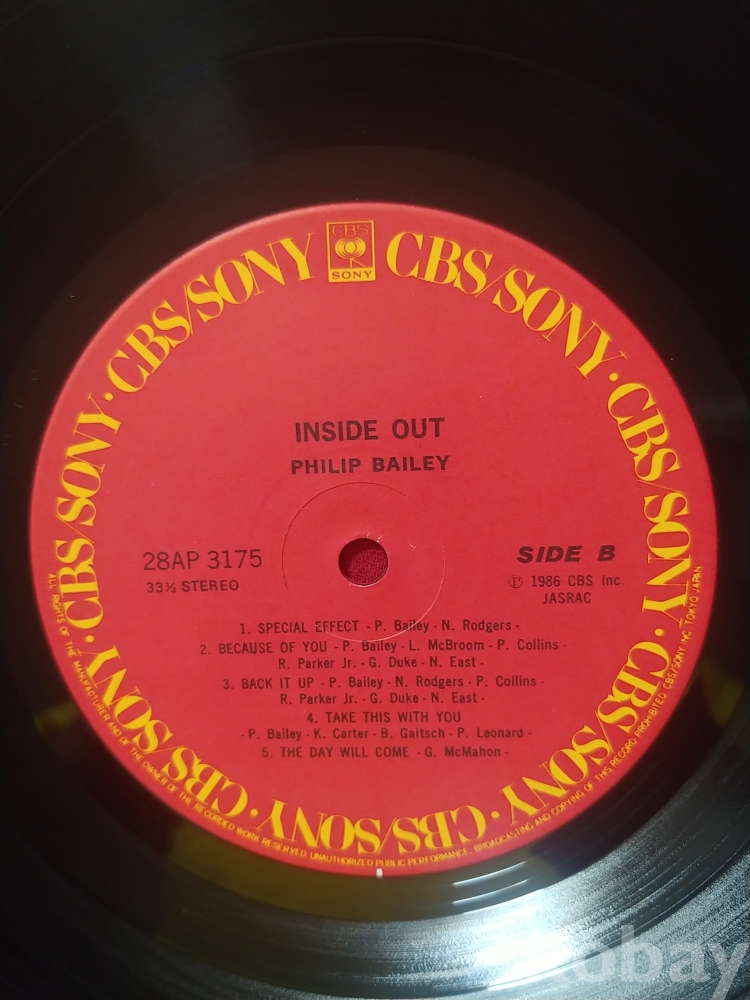 CBS/SONY · CBS/SONY · CBS/SONY · CBS/SONY · CBS/SONY · CBS/SONY · CBS/SONY · CBS/SONY
CBS
SONY
INSIDE OUT
PHILIP BAILEY
28AP 3175
33⅓ STEREO
SIDE B
Ⓟ 1986 CBS Inc.
JASRAC
1. SPECIAL EFFECT - P. Bailey - N. Rodgers -
2. BECAUSE OF YOU - P. Bailey - L. McBroom - P. Collins -
R. Parker Jr. - G. Duke - N. East -
3. BACK IT UP - P. Bailey - N. Rodgers - P. Collins -
R. Parker Jr. - G. Duke - N. East -
4. TAKE THIS WITH YOU
- P. Bailey - K. Carter - B. Gaitsch - P. Leonard -
5. THE DAY WILL COME - G. McMahon -
ALL RIGHTS OF THE MANUFACTURER AND OF THE OWNER OF THE RECORDED WORK RESERVED. UNAUTHORIZED PUBLIC PERFORMANCE, BROADCASTING AND COPYING OF THIS RECORD PROHIBITED CBS/SONY INC. TOKYO JAPAN
obay